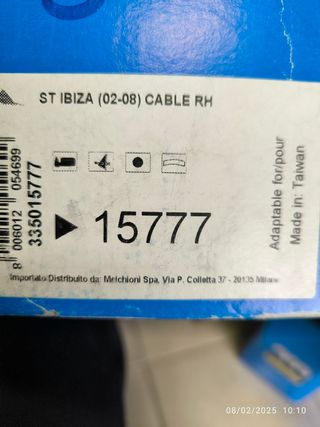 ST IBIZA (02-08) CABLE RH
8 006012 054699
335015777
15777
Adaptable for/pour
Made in: Taiwan
Importato Distribuito da: Melchioni Spa, Via P. Colletta 37 - 20135 Milano
08/02/2025 10:10